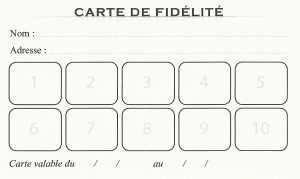 CARTE DE FIDÉLITÉ
Nom :
Adresse :
1 2 3 4 5
6 7 8 9 10
Carte valable du / / au / /